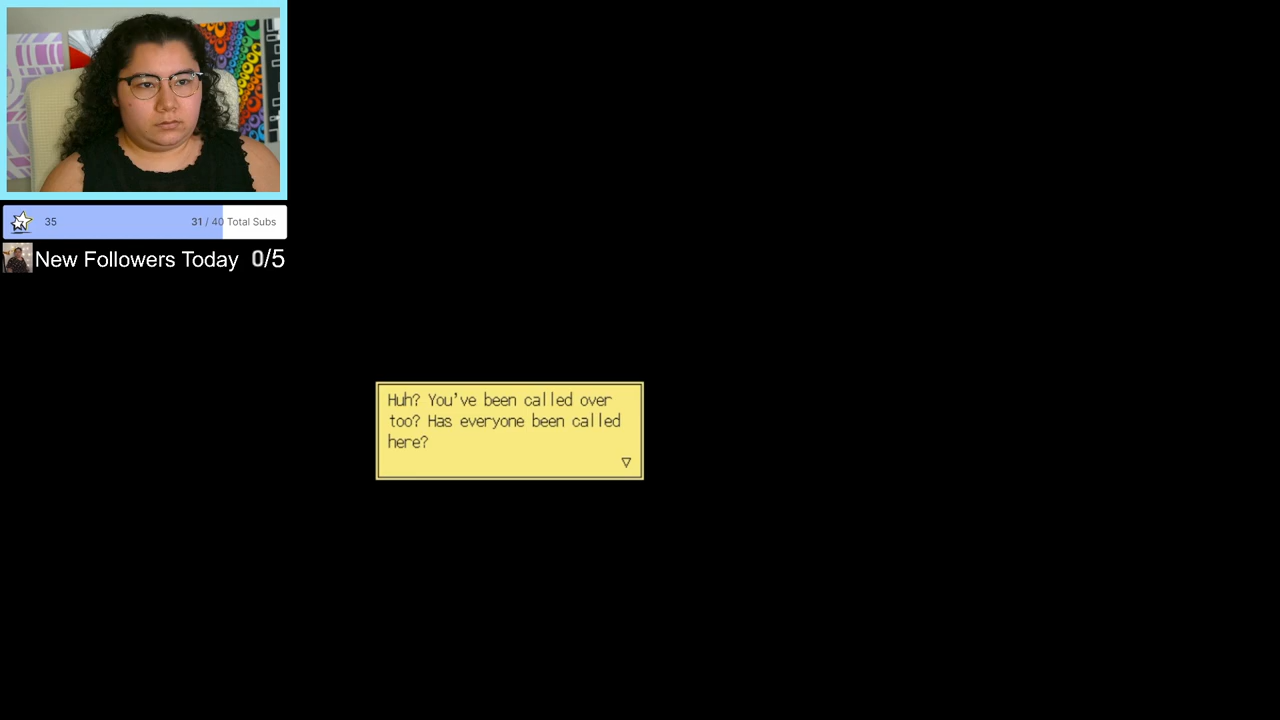 35
31 / 40 Total Subs
New Followers Today 0/5
Huh? You've been called over
too? Has everyone been called
here?